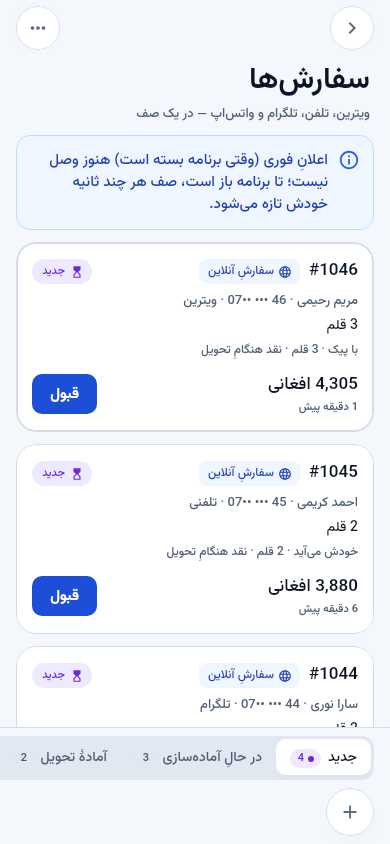 سفارش‌ها
ویترین، تلفن، تلگرام و واتس‌اپ — در یک صف
اعلانِ فوری (وقتی برنامه بسته است) هنوز وصل
نیست؛ تا برنامه باز است، صف هر چند ثانیه
خودش تازه می‌شود.
#1046 سفارشِ آنلاین جدید
مریم رحیمی · 07•• ••• 46 · ویترین
3 قلم
با پیک · 3 قلم · نقد هنگامِ تحویل
4,305 افغانی
1 دقیقه پیش
قبول
#1045 سفارشِ آنلاین جدید
احمد کریمی · 07•• ••• 45 · تلفنی
2 قلم
خودش می‌آید · 2 قلم · نقد هنگامِ تحویل
3,880 افغانی
6 دقیقه پیش
قبول
#1044 سفارشِ آنلاین جدید
سارا نوری · 07•• ••• 44 · تلگرام
جدید 4 در حالِ آماده‌سازی 3 آمادهٔ تحویل 2